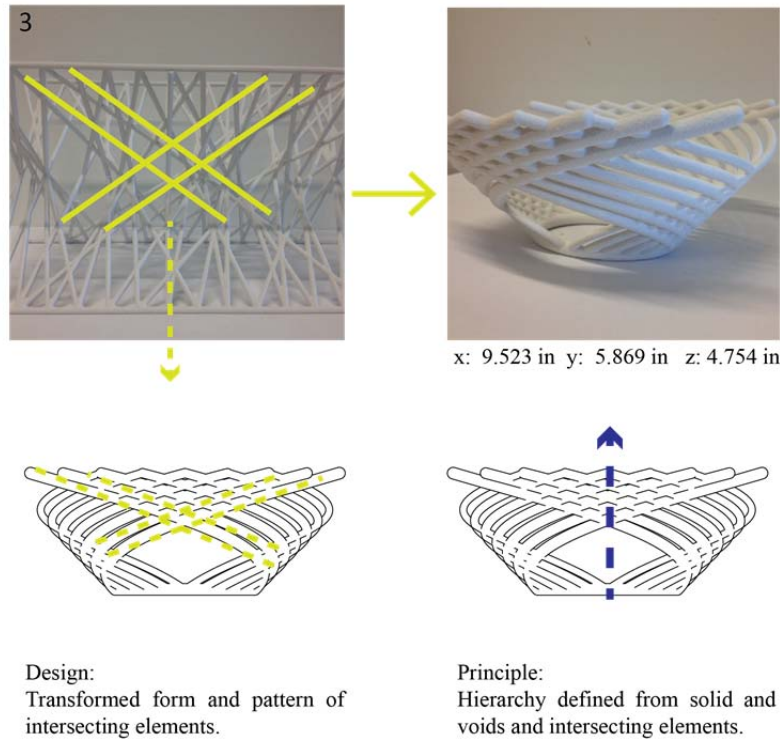 3
x: 9.523 in y: 5.869 in z: 4.754 in
Design:
Transformed form and pattern of
intersecting elements.
Principle:
Hierarchy defined from solid and
voids and intersecting elements.